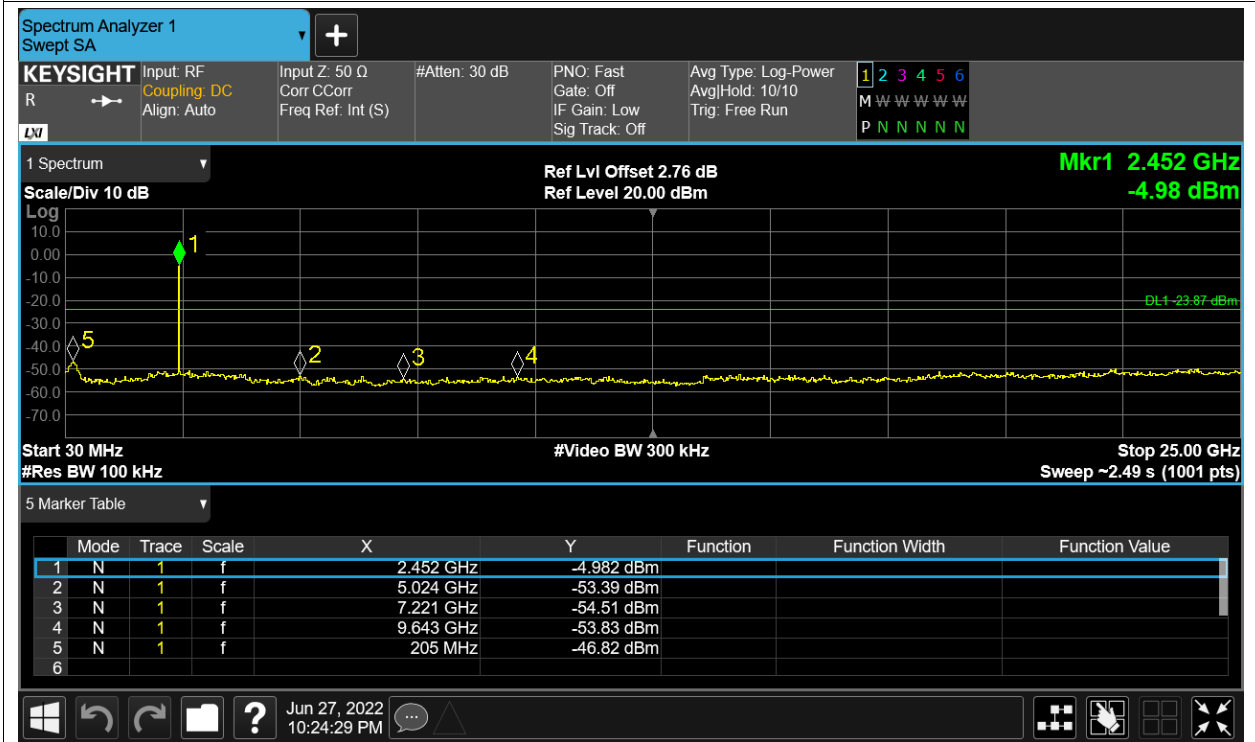 Spectrum Analyzer 1
Swept SA
KEYSIGHT
R
LXI
Input: RF
Coupling: DC
Align: Auto
Input Z: 50 Ω
Corr CCorr
Freq Ref: Int (S)
#Atten: 30 dB
PNO: Fast
Gate: Off
IF Gain: Low
Sig Track: Off
Avg Type: Log-Power
Avg|Hold: 10/10
Trig: Free Run
1 2 3 4 5 6
M W W W W W
P N N N N N
1 Spectrum
Scale/Div 10 dB
Ref Lvl Offset 2.76 dB
Ref Level 20.00 dBm
Mkr1 2.452 GHz
-4.98 dBm
Log
10.0
0.00
-10.0
-20.0
-30.0
-40.0
-50.0
-60.0
-70.0
1
5
2
3
4
DL1 -23.87 dBm
Start 30 MHz
#Res BW 100 kHz
#Video BW 300 kHz
Stop 25.00 GHz
Sweep ~2.49 s (1001 pts)
5 Marker Table
Mode Trace Scale X Y Function Function Width Function Value
1 N 1 f 2.452 GHz -4.982 dBm
2 N 1 f 5.024 GHz -53.39 dBm
3 N 1 f 7.221 GHz -54.51 dBm
4 N 1 f 9.643 GHz -53.83 dBm
5 N 1 f 205 MHz -46.82 dBm
6
?
Jun 27, 2022
10:24:29 PM